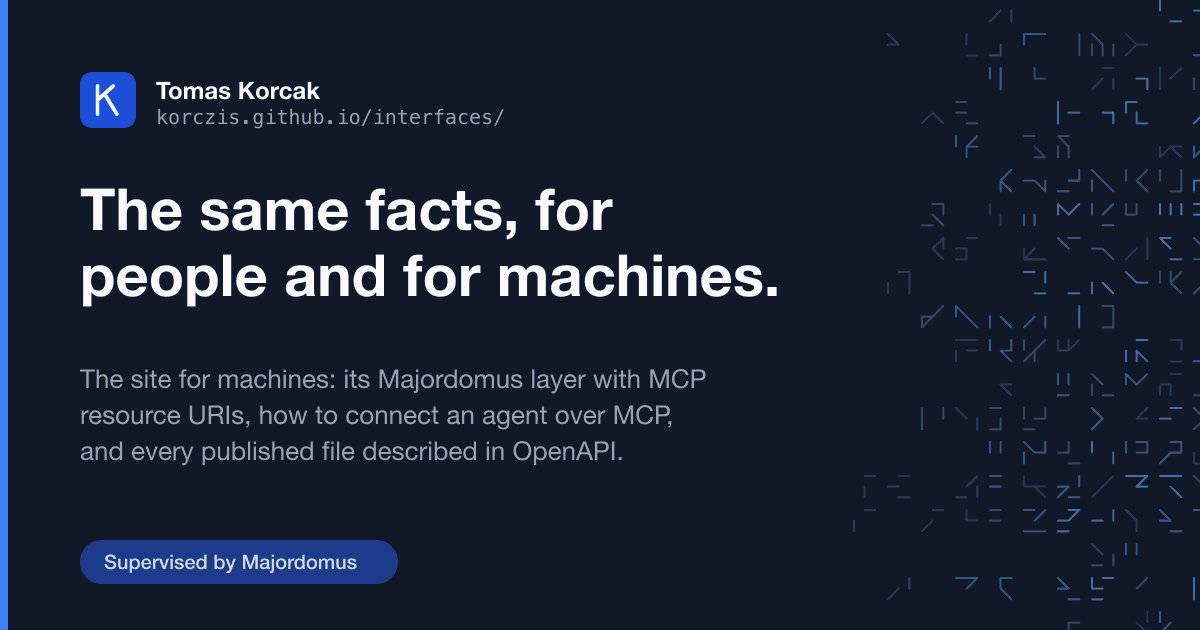 K
Tomas Korcak
korczis.github.io/interfaces/
The same facts, for
people and for machines.
The site for machines: its Majordomus layer with MCP
resource URIs, how to connect an agent over MCP,
and every published file described in OpenAPI.
Supervised by Majordomus